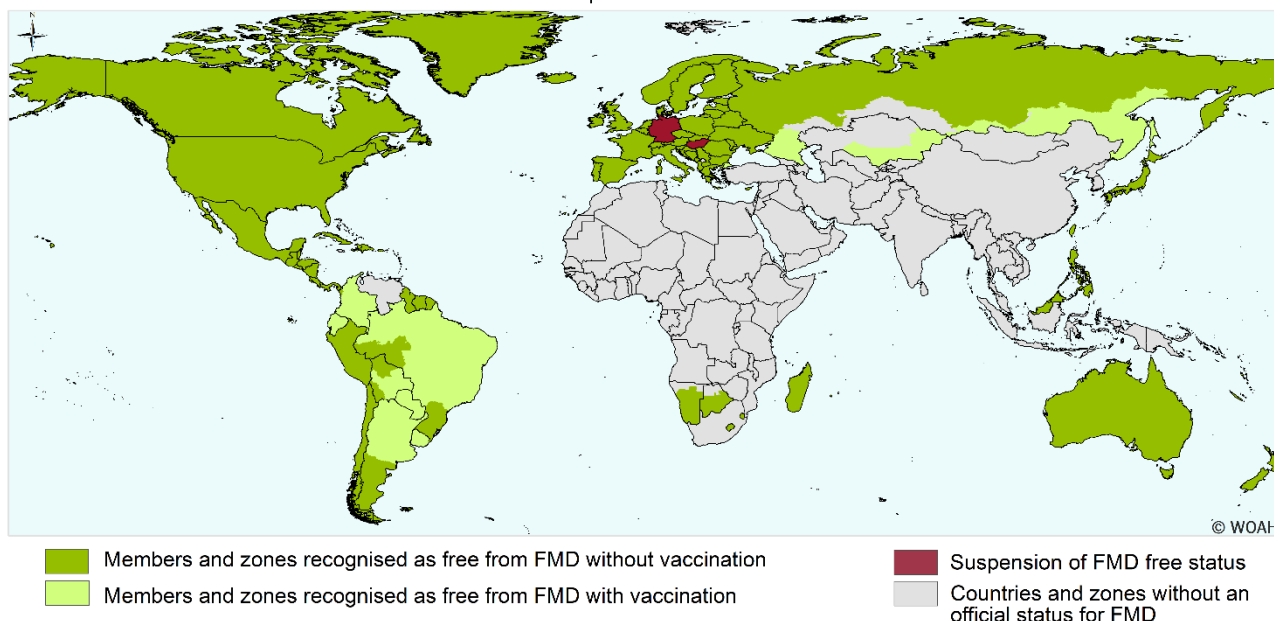 N
© WOAH
Members and zones recognised as free from FMD without vaccination
Members and zones recognised as free from FMD with vaccination
Suspension of FMD free status
Countries and zones without an
official status for FMD